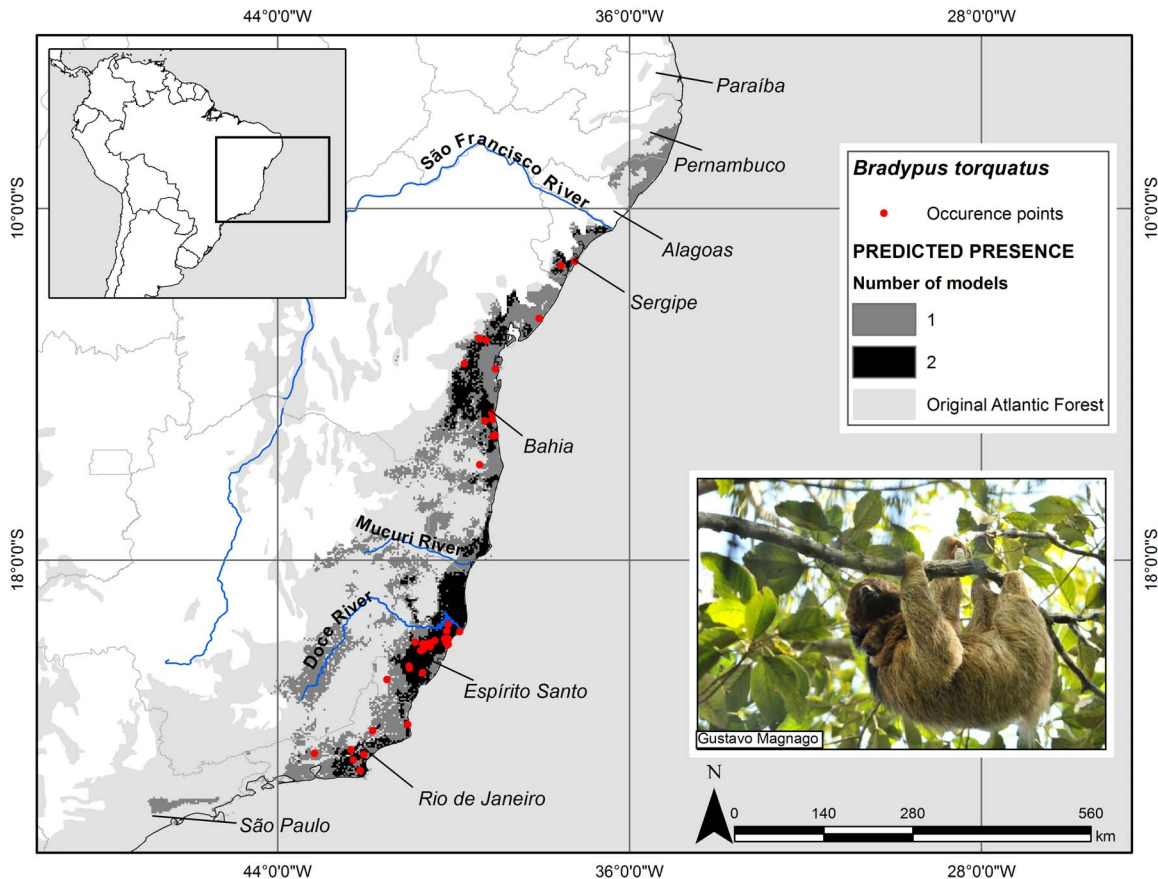 44°0'0"W
36°0'0"W
28°0'0"W
Paraíba
Pernambuco
São Francisco River
10°0'0"S
10°0'0"S
Alagoas
Sergipe
Bradypus torquatus
Occurence points
PREDICTED PRESENCE
Number of models
1
2
Original Atlantic Forest
Bahia
Mucuri River
18°0'0"S
18°0'0"S
Doce River
Espírito Santo
Rio de Janeiro
São Paulo
Gustavo Magnago
N
0 140 280 560
km
44°0'0"W
36°0'0"W
28°0'0"W